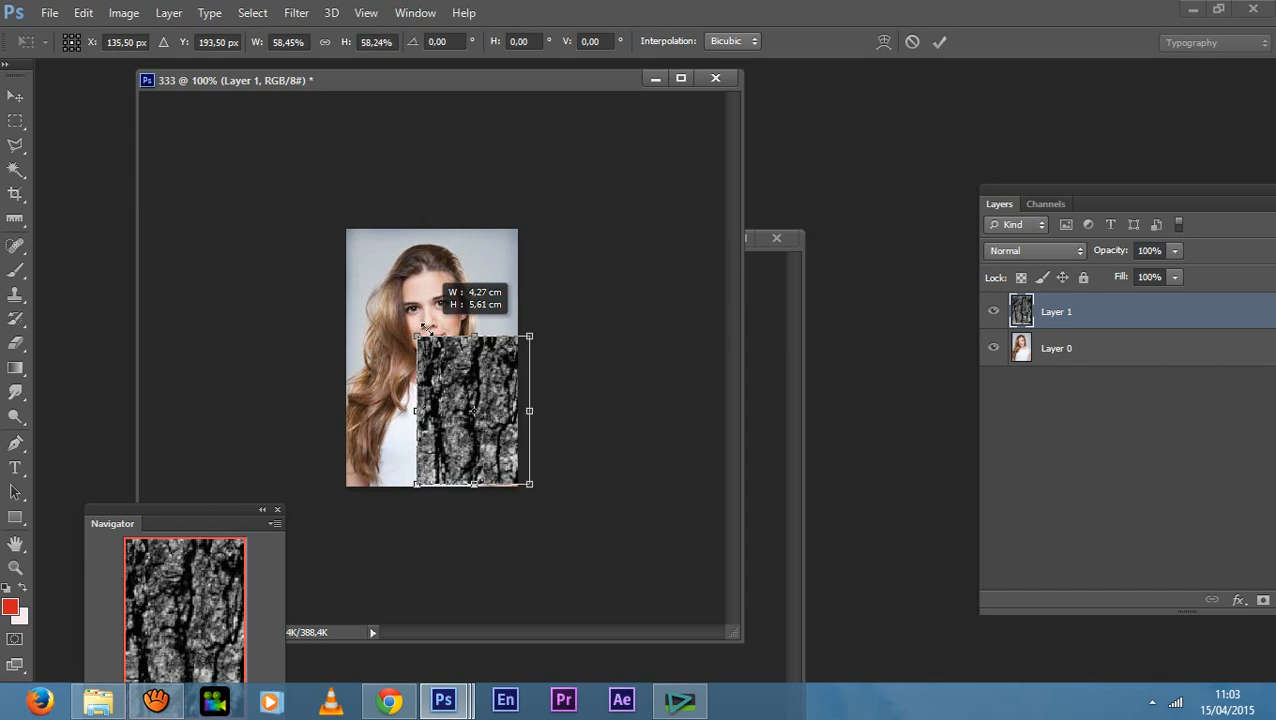 Ps File Edit Image Layer Type Select Filter 3D View Window Help
X: 135,50 px Y: 193,50 px W: 58,45% H: 58,24% 0,00 ° H: 0,00 ° V: 0,00 ° Interpolation: Bicubic Typography
Ps 333 @ 100% (Layer 1, RGB/8#) *
Layers Channels
Kind T
Normal Opacity: 100%
Lock: Fill: 100%
W : 4,27 cm
H : 5,61 cm
Layer 1
Layer 0
Navigator
4K/388,4K
fx
Ps En Pr Ae
11:03
15/04/2015